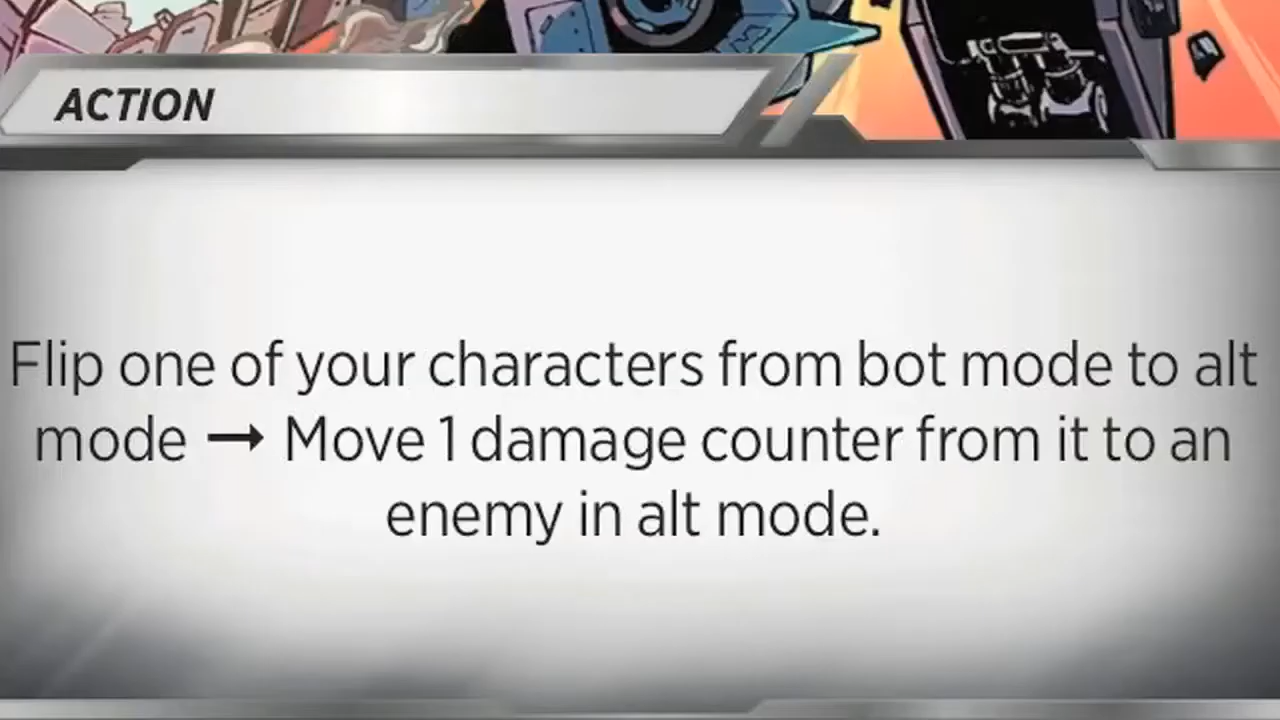 ACTION
Flip one of your characters from bot mode to alt
mode → Move 1 damage counter from it to an
enemy in alt mode.